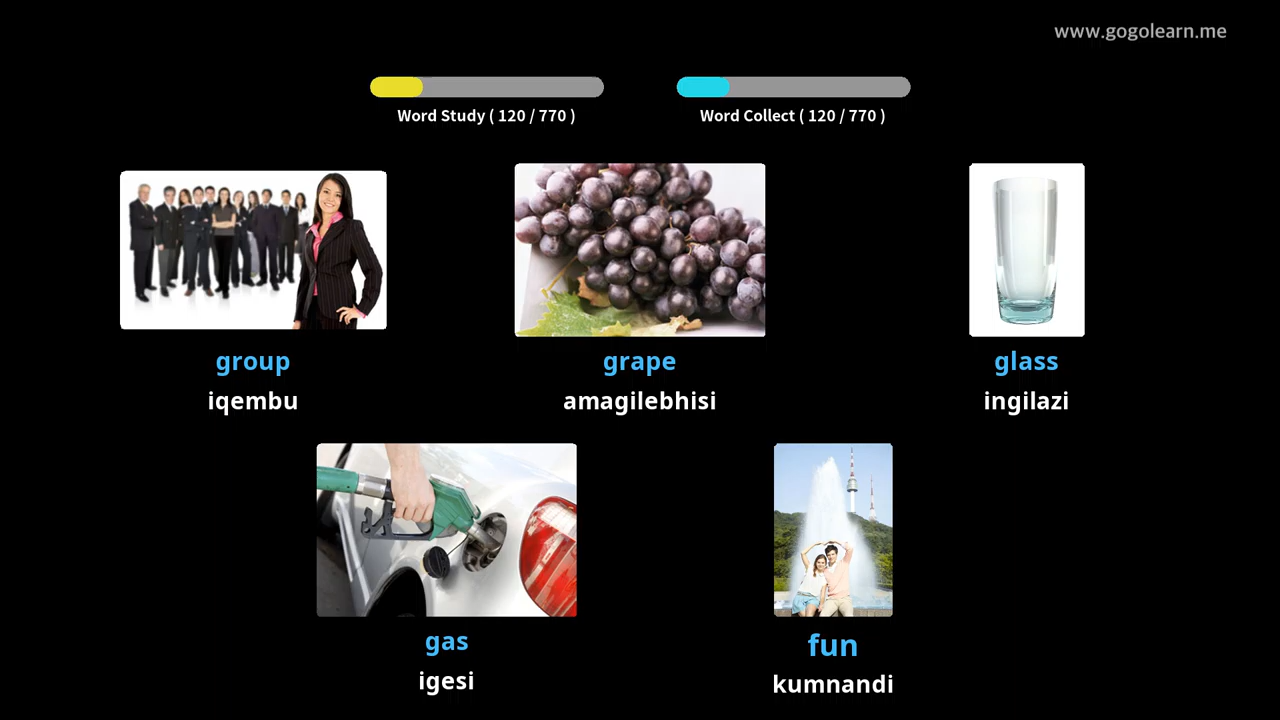 www.gogolearn.me
Word Study ( 120 / 770 )
Word Collect ( 120 / 770 )
group
iqembu
grape
amagilebhisi
glass
ingilazi
gas
igesi
fun
kumnandi